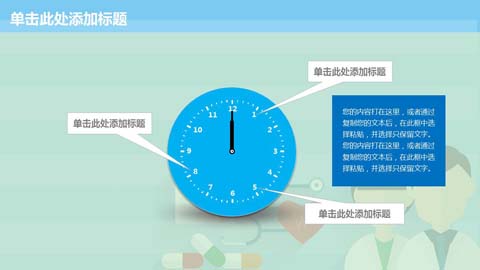 单击此处添加标题
单击此处添加标题
单击此处添加标题
单击此处添加标题
您的内容打在这里，或者通过
复制您的文本后，在此框中选
择粘贴，并选择只保留文字。
您的内容打在这里，或者通过
复制您的文本后，在此框中选
择粘贴，并选择只保留文字。
12
1
2
3
4
5
6
7
8
9
10
11